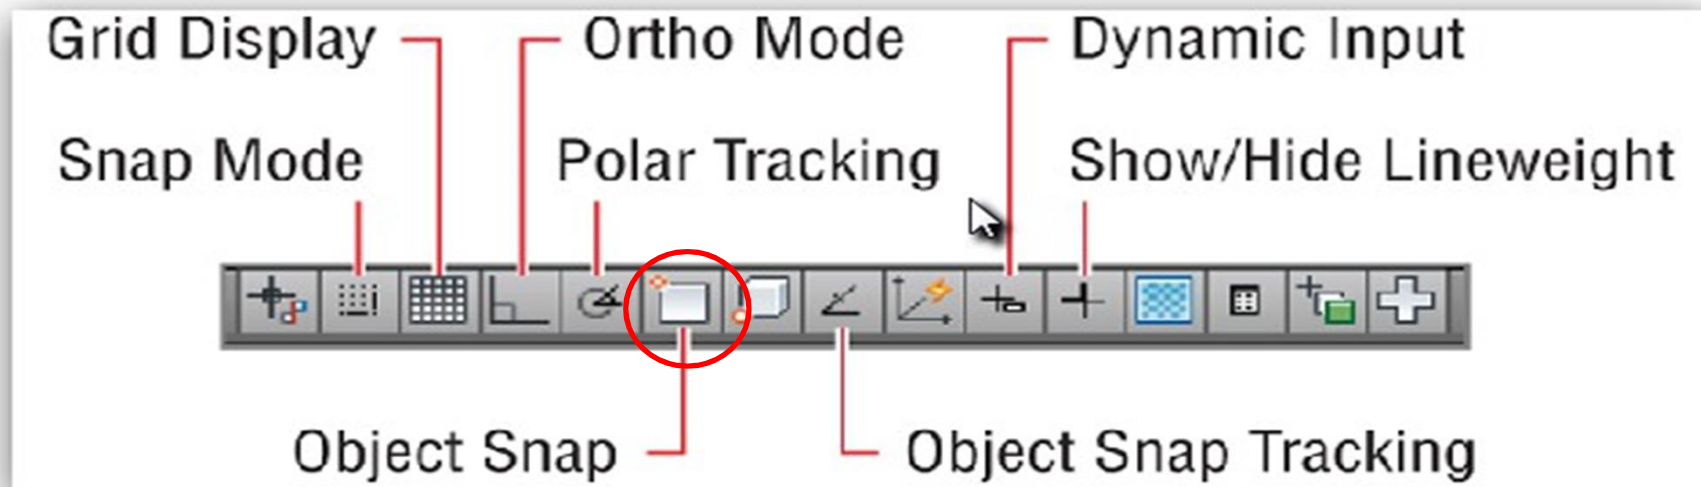 Grid Display
Ortho Mode
Dynamic Input
Snap Mode
Polar Tracking
Show/Hide Lineweight
Object Snap
Object Snap Tracking